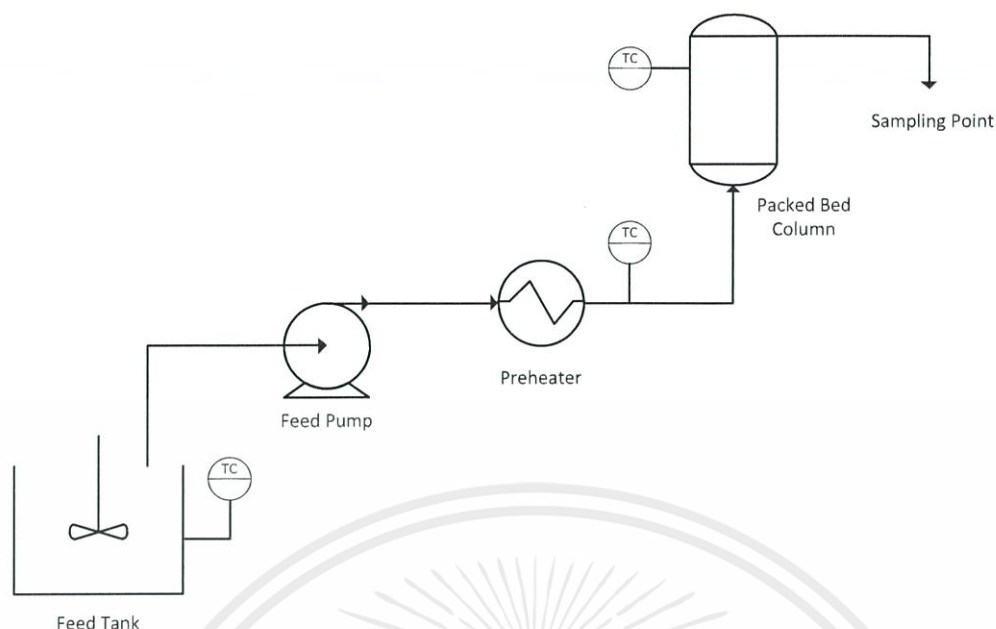 TC
Sampling Point
Packed Bed
Column
TC
Preheater
Feed Pump
TC
Feed Tank